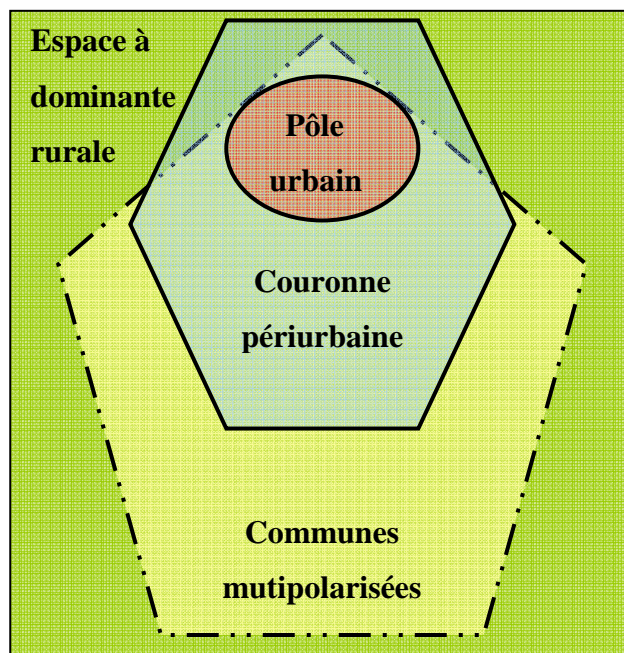 Espace à
dominante
rurale
Pôle
urbain
Couronne
périurbaine
Communes
mutipolarisées